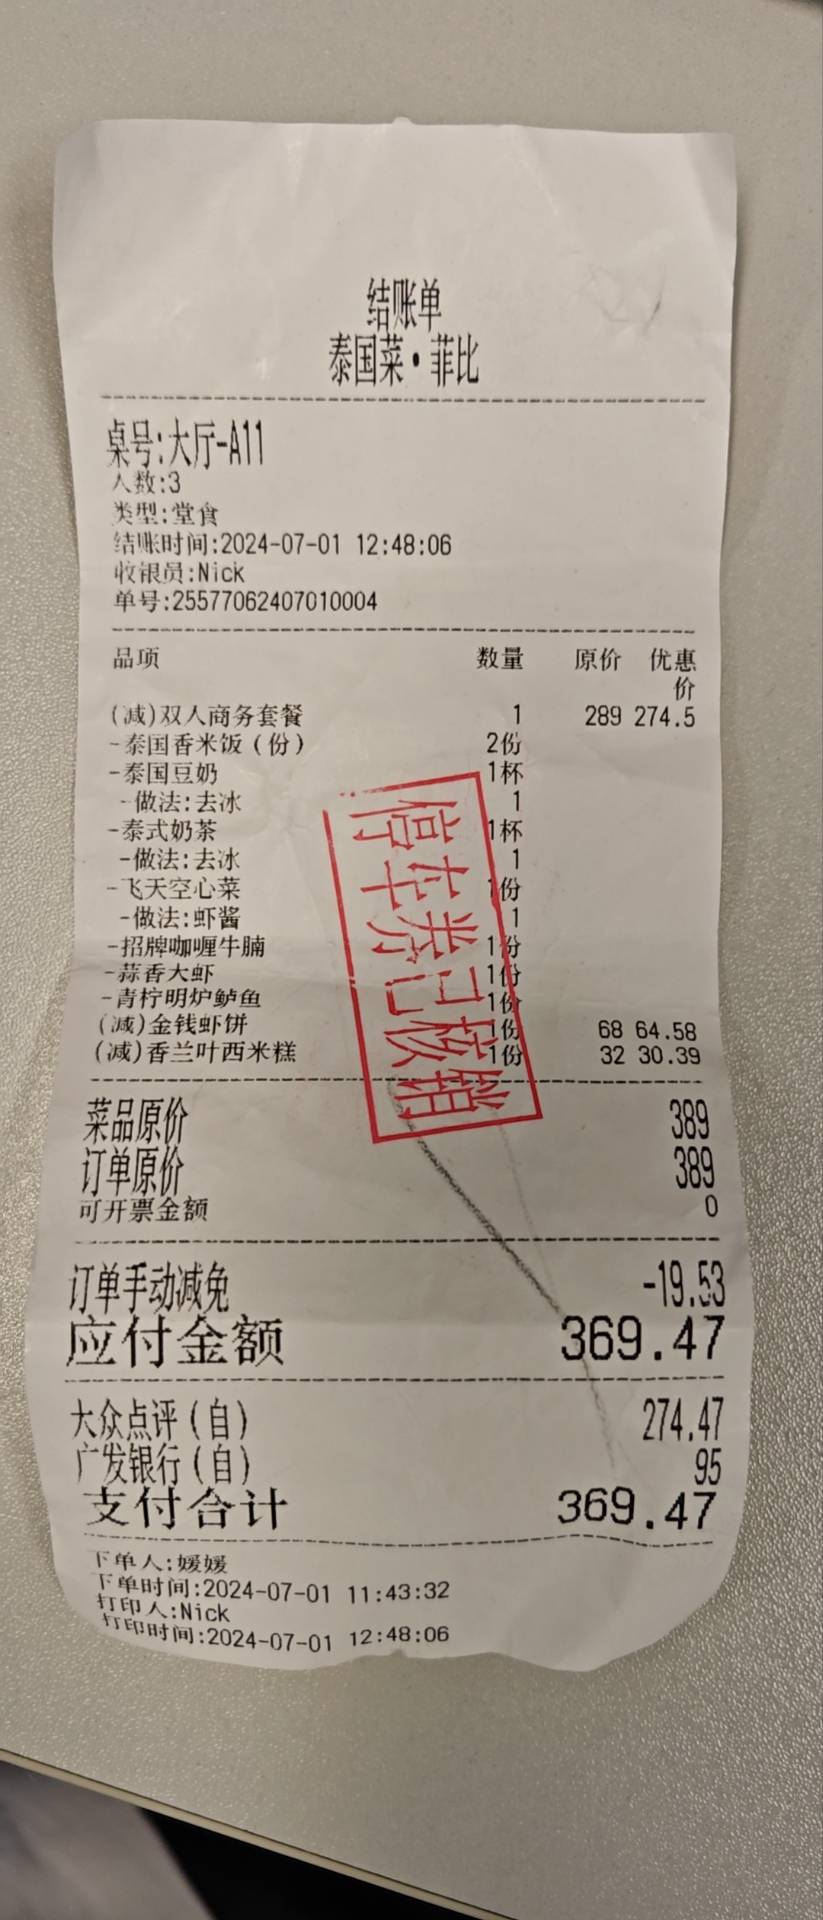 结账单
泰国菜•菲比
桌号:大厅-A11
人数:3
类型:堂食
结账时间:2024-07-01 12:48:06
收银员:Nick
单号:25577062407010004
品项 数量 原价 优惠价
(减)双人商务套餐 1 289 274.5
-泰国香米饭(份) 2份
-泰国豆奶 1杯
-做法:去冰 1
-泰式奶茶 1杯
-做法:去冰 1
-飞天空心菜 1份
-做法:虾酱 1
-招牌咖喱牛腩 1份
-蒜香大虾 1份
-青柠明炉鲈鱼 1份
(减)金钱虾饼 1份 68 64.58
(减)香兰叶西米糕 1份 32 30.39
停车券已核销
菜品原价 389
订单原价 389
可开票金额 0
订单手动减免 -19.53
应付金额 369.47
大众点评(自) 274.47
广发银行(自) 95
支付合计 369.47
下单人:媛媛
下单时间:2024-07-01 11:43:32
打印人:Nick
打印时间:2024-07-01 12:48:06